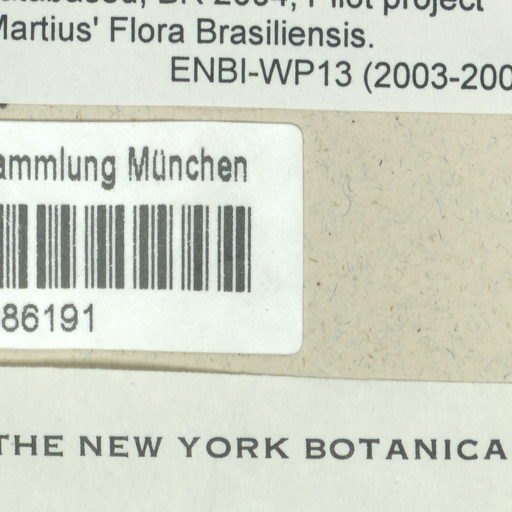 Martius' Flora Brasiliensis.
ENBI-WP13 (2003-200
ammlung München
86191
THE NEW YORK BOTANICA